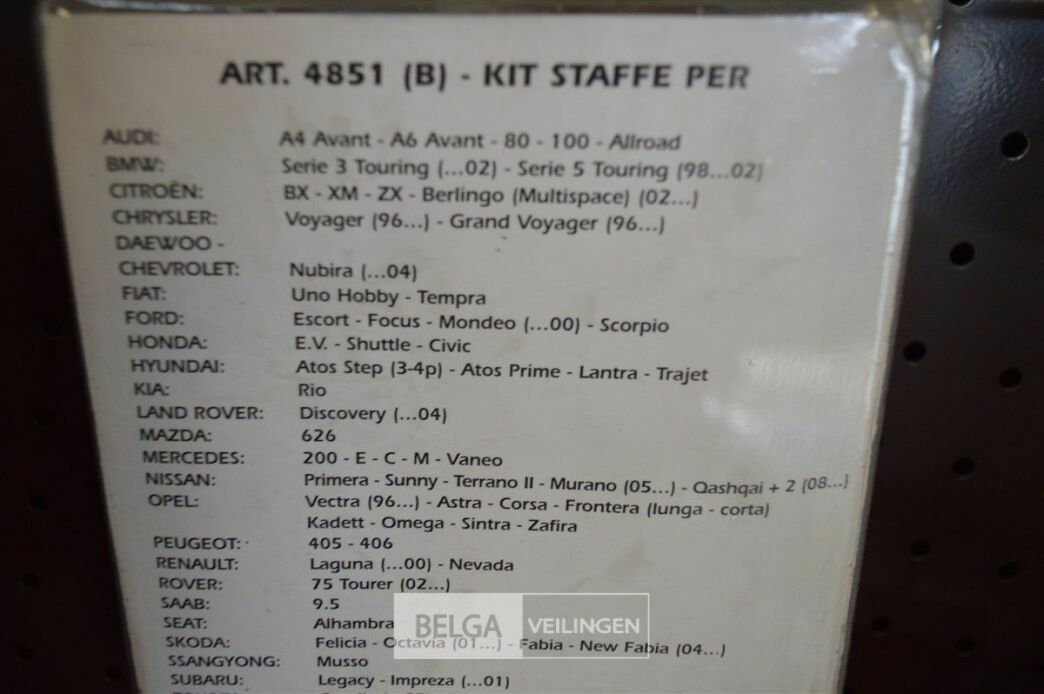 ART. 4851 (B) - KIT STAFFE PER
AUDI: A4 Avant - A6 Avant - 80 - 100 - Allroad
BMW: Serie 3 Touring (...02) - Serie 5 Touring (98...02)
CITROËN: BX - XM - ZX - Berlingo (Multispace) (02...)
CHRYSLER: Voyager (96...) - Grand Voyager (96...)
DAEWOO -
CHEVROLET: Nubira (...04)
FIAT: Uno Hobby - Tempra
FORD: Escort - Focus - Mondeo (...00) - Scorpio
HONDA: E.V. - Shuttle - Civic
HYUNDAI: Atos Step (3-4p) - Atos Prime - Lantra - Trajet
KIA: Rio
LAND ROVER: Discovery (...04)
MAZDA: 626
MERCEDES: 200 - E - C - M - Vaneo
NISSAN: Primera - Sunny - Terrano II - Murano (05...) - Qashqai + 2 (08...)
OPEL: Vectra (96...) - Astra - Corsa - Frontera (lunga - corta)
Kadett - Omega - Sintra - Zafira
PEUGEOT: 405 - 406
RENAULT: Laguna (...00) - Nevada
ROVER: 75 Tourer (02...)
SAAB: 9.5
SEAT: Alhambra
BELGA VEILINGEN
SKODA: Felicia - Octavia (01...) - Fabia - New Fabia (04...)
SSANGYONG: Musso
SUBARU: Legacy - Impreza (...01)